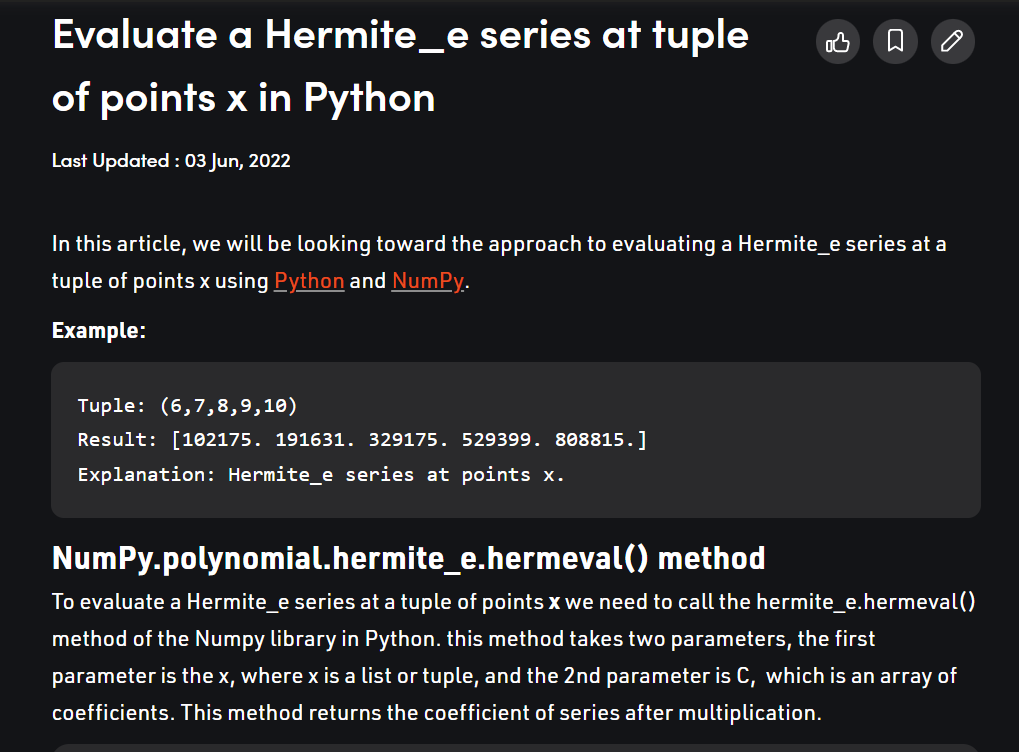 Evaluate a Hermite_e series at tuple
of points x in Python
Last Updated : 03 Jun, 2022
In this article, we will be looking toward the approach to evaluating a Hermite_e series at a
tuple of points x using Python and NumPy.
Example:
Tuple: (6,7,8,9,10)
Result: [102175. 191631. 329175. 529399. 808815.]
Explanation: Hermite_e series at points x.
NumPy.polynomial.hermite_e.hermeval() method
To evaluate a Hermite_e series at a tuple of points x we need to call the hermite_e.hermeval()
method of the Numpy library in Python. this method takes two parameters, the first
parameter is the x, where x is a list or tuple, and the 2nd parameter is C,  which is an array of
coefficients. This method returns the coefficient of series after multiplication.